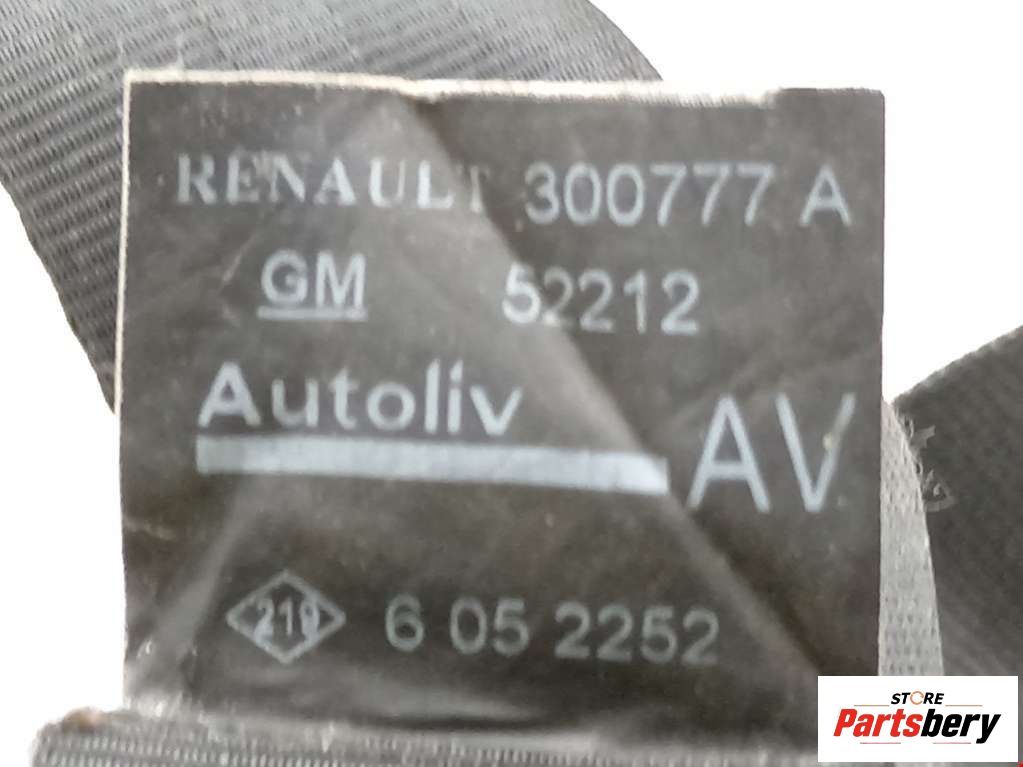 RENAULT 300777 A
GM 52212
Autoliv AV
219 6 05 2252
STORE
Partsbery